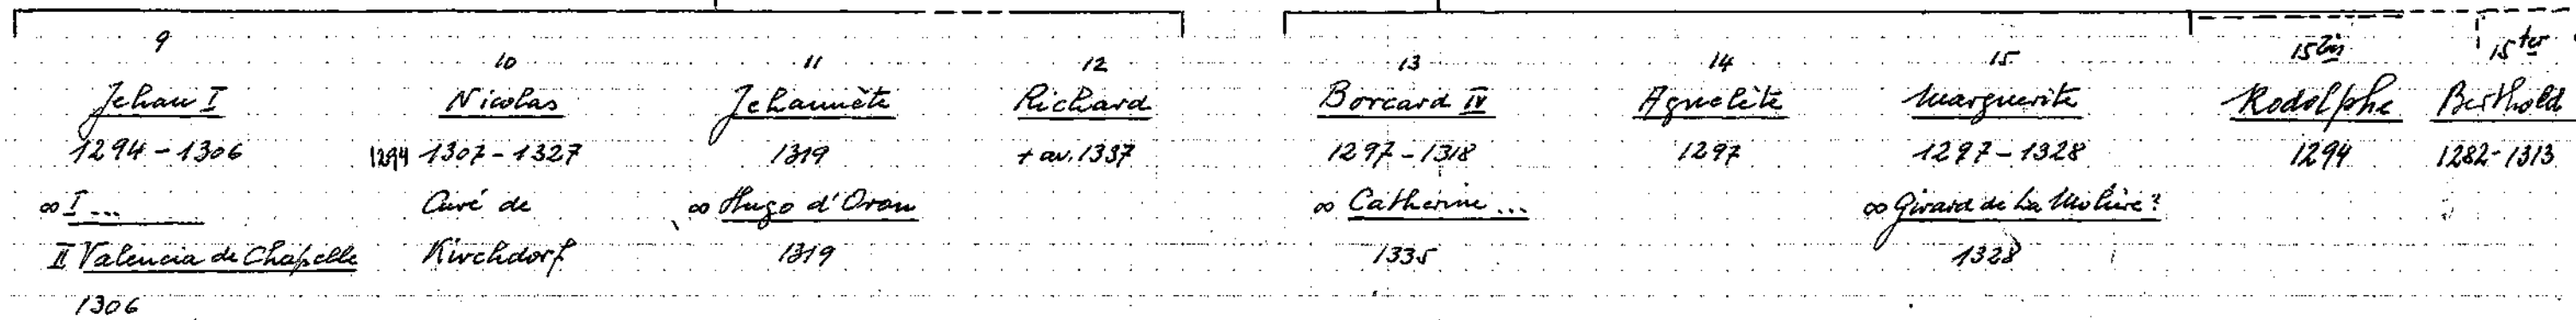 9 10 11 12 13 14 15 15bis 15ter
Jehan I Nicolas Jehannète Richard Borcard IV Agnelète Marguerite Rodolphe Berthold
1294-1306 1294 1307-1327 1319 + av. 1337 1297-1318 1297 1297-1328 1294 1282-1313
∞ I ... Curé de ∞ Hugo d'Oron ∞ Catherine ... ∞ Girard de La Molière?
II Valencia de Chapelle Kirchdorf 1319 1335 1328
1306